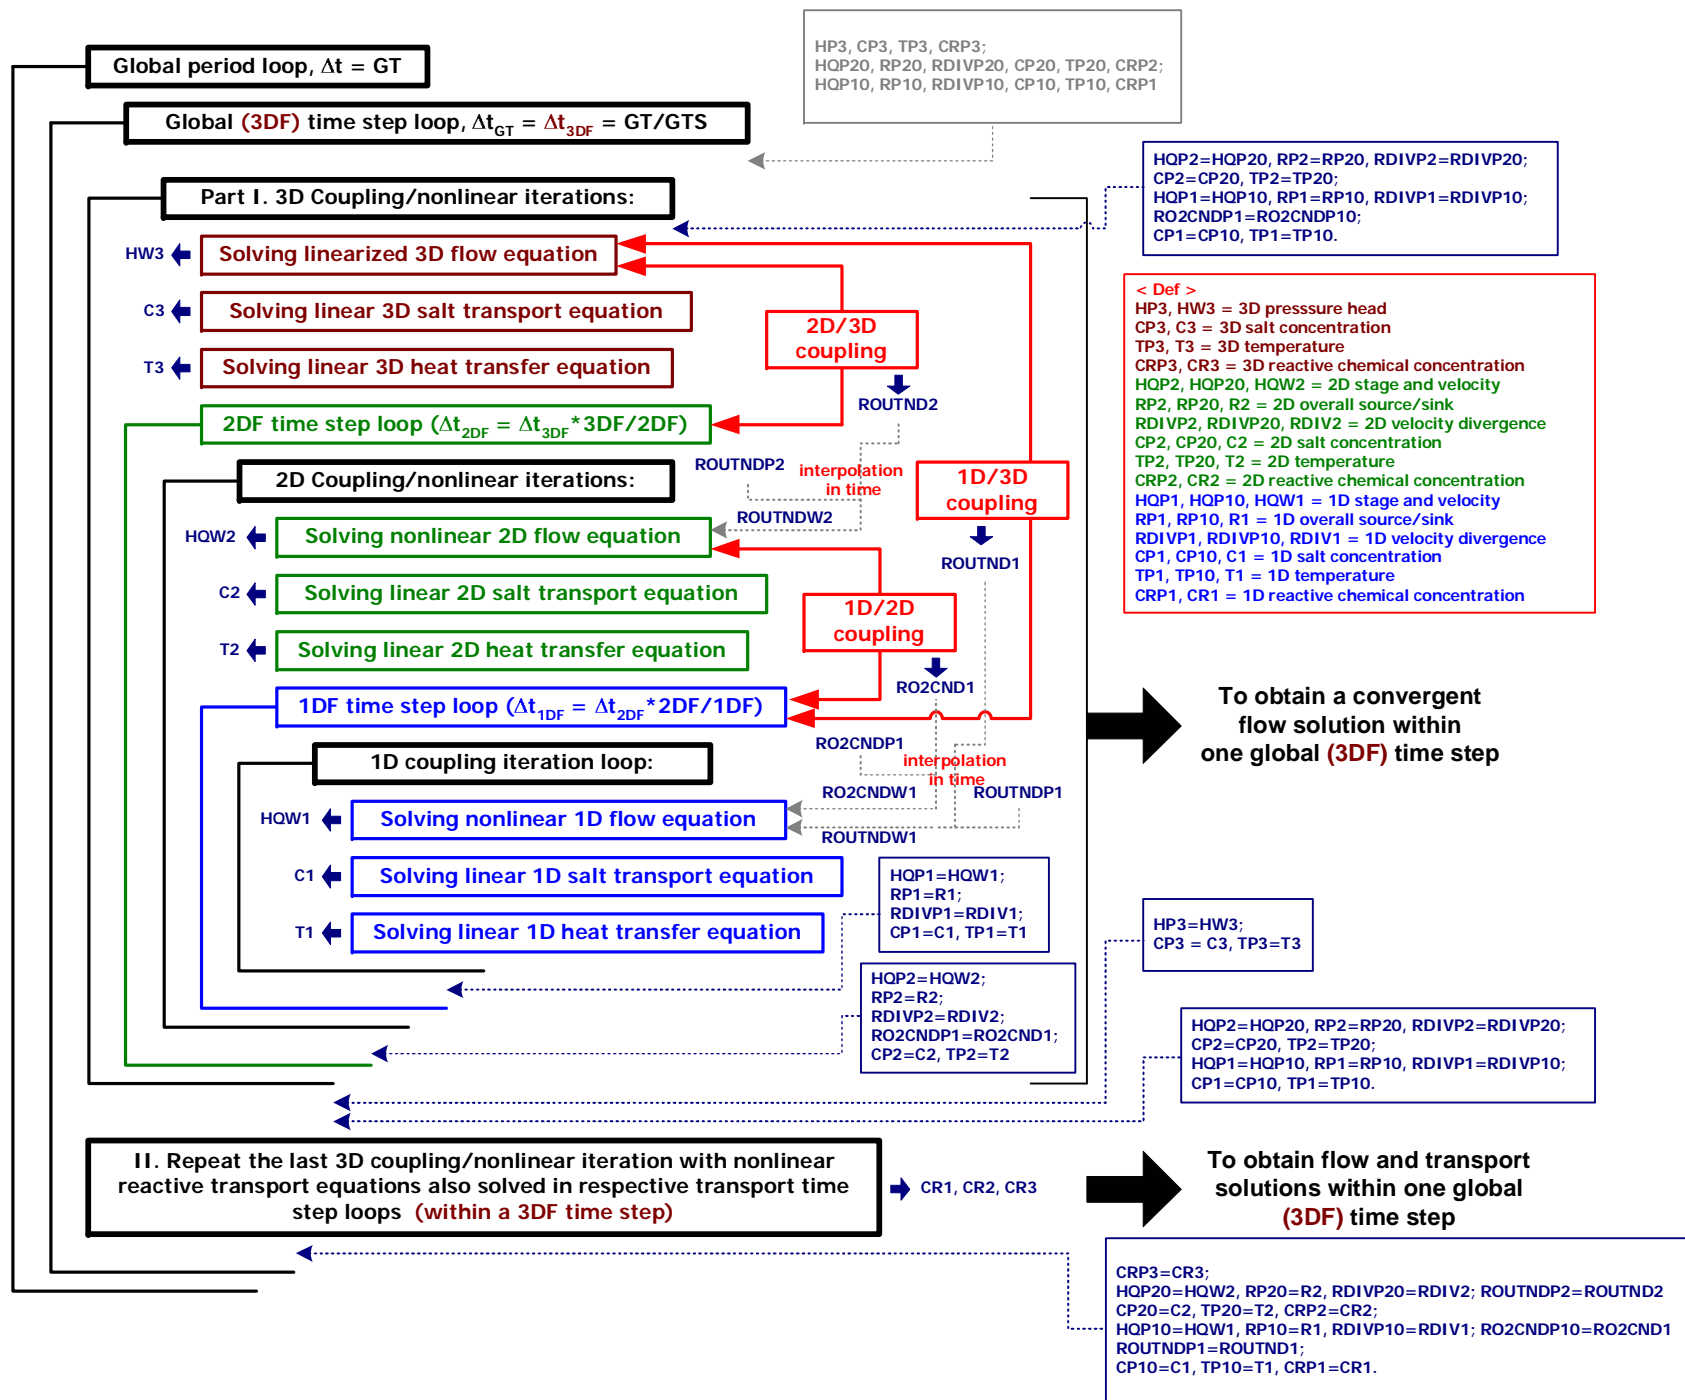 HP3, CP3, TP3, CRP3;
HQP20, RP20, RDIVP20, CP20, TP20, CRP2;
HQP10, RP10, RDIVP10, CP10, TP10, CRP1
Global period loop, Δt = GT
Global (3DF) time step loop, ΔtGT = Δt3DF = GT/GTS
HQP2=HQP20, RP2=RP20, RDIVP2=RDIVP20;
CP2=CP20, TP2=TP20;
HQP1=HQP10, RP1=RP10, RDIVP1=RDIVP10;
RO2CNDP1=RO2CNDP10;
CP1=CP10, TP1=TP10.
Part I. 3D Coupling/nonlinear iterations:
HW3
Solving linearized 3D flow equation
C3
Solving linear 3D salt transport equation
T3
Solving linear 3D heat transfer equation
2D/3D
coupling
ROUTND2
< Def >
HP3, HW3 = 3D presssure head
CP3, C3 = 3D salt concentration
TP3, T3 = 3D temperature
CRP3, CR3 = 3D reactive chemical concentration
HQP2, HQP20, HQW2 = 2D stage and velocity
RP2, RP20, R2 = 2D overall source/sink
RDIVP2, RDIVP20, RDIV2 = 2D velocity divergence
CP2, CP20, C2 = 2D salt concentration
TP2, TP20, T2 = 2D temperature
CRP2, CR2 = 2D reactive chemical concentration
HQP1, HQP10, HQW1 = 1D stage and velocity
RP1, RP10, R1 = 1D overall source/sink
RDIVP1, RDIVP10, RDIV1 = 1D velocity divergence
CP1, CP10, C1 = 1D salt concentration
TP1, TP10, T1 = 1D temperature
CRP1, CR1 = 1D reactive chemical concentration
2DF time step loop (Δt2DF = Δt3DF*3DF/2DF)
ROUTNDP2
interpolation
in time
2D Coupling/nonlinear iterations:
1D/3D
coupling
ROUTNDW2
HQW2
Solving nonlinear 2D flow equation
ROUTND1
C2
Solving linear 2D salt transport equation
1D/2D
coupling
T2
Solving linear 2D heat transfer equation
RO2CND1
1DF time step loop (Δt1DF = Δt2DF*2DF/1DF)
To obtain a convergent
flow solution within
one global (3DF) time step
RO2CNDP1
interpolation
in time
1D coupling iteration loop:
RO2CNDW1
ROUTNDP1
HQW1
Solving nonlinear 1D flow equation
ROUTNDW1
C1
Solving linear 1D salt transport equation
HQP1=HQW1;
RP1=R1;
RDIVP1=RDIV1;
CP1=C1, TP1=T1
T1
Solving linear 1D heat transfer equation
HP3=HW3;
CP3 = C3, TP3=T3
HQP2=HQW2;
RP2=R2;
RDIVP2=RDIV2;
RO2CNDP1=RO2CND1;
CP2=C2, TP2=T2
HQP2=HQP20, RP2=RP20, RDIVP2=RDIVP20;
CP2=CP20, TP2=TP20;
HQP1=HQP10, RP1=RP10, RDIVP1=RDIVP10;
CP1=CP10, TP1=TP10.
II. Repeat the last 3D coupling/nonlinear iteration with nonlinear
reactive transport equations also solved in respective transport time
step loops (within a 3DF time step)
CR1, CR2, CR3
To obtain flow and transport
solutions within one global
(3DF) time step
CRP3=CR3;
HQP20=HQW2, RP20=R2, RDIVP20=RDIV2; ROUTNDP2=ROUTND2
CP20=C2, TP20=T2, CRP2=CR2;
HQP10=HQW1, RP10=R1, RDIVP10=RDIV1; RO2CNDP10=RO2CND1
ROUTNDP1=ROUTND1;
CP10=C1, TP10=T1, CRP1=CR1.